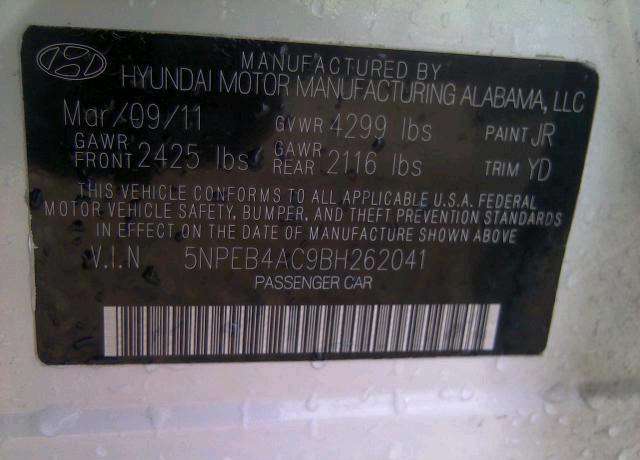 MANUFACTURED BY
HYUNDAI MOTOR MANUFACTURING ALABAMA, LLC
Mar/09/11 GVWR 4299 lbs PAINT JR
GAWR FRONT 2425 lbs GAWR REAR 2116 lbs TRIM YD
THIS VEHICLE CONFORMS TO ALL APPLICABLE U.S.A. FEDERAL
MOTOR VEHICLE SAFETY, BUMPER, AND THEFT PREVENTION STANDARDS
IN EFFECT ON THE DATE OF MANUFACTURE SHOWN ABOVE
V.I.N 5NPEB4AC9BH262041
PASSENGER CAR